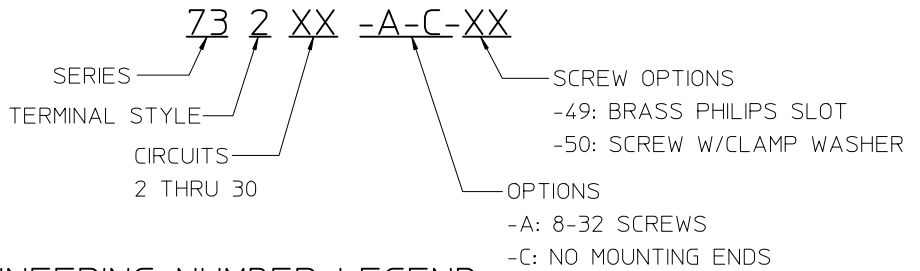 73 2 XX -A-C-XX
SERIES
TERMINAL STYLE
CIRCUITS
2 THRU 30
SCREW OPTIONS
-49: BRASS PHILIPS SLOT
-50: SCREW W/CLAMP WASHER
OPTIONS
-A: 8-32 SCREWS
-C: NO MOUNTING ENDS